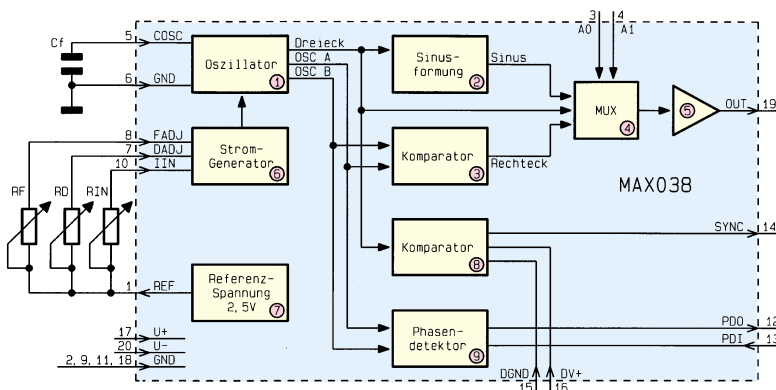 3 4
A0 A1
Cf
5 COSC
6 GND
Oszillator
1
Dreieck
OSC A
OSC B
Sinus-
formung
2
Sinus
MUX
4
5
OUT 19
8 FADJ
7 DADJ
10 IIN
Strom-
Generator
6
Komparator
3
Rechteck
MAX038
RF RD RIN
Komparator
8
SYNC 14
1 REF
Referenz-
Spannung
2,5V
7
Phasen-
detektor
9
PDO 12
PDI 13
17 U+
20 U-
2, 9, 11, 18 GND
DGND DV+
15 16